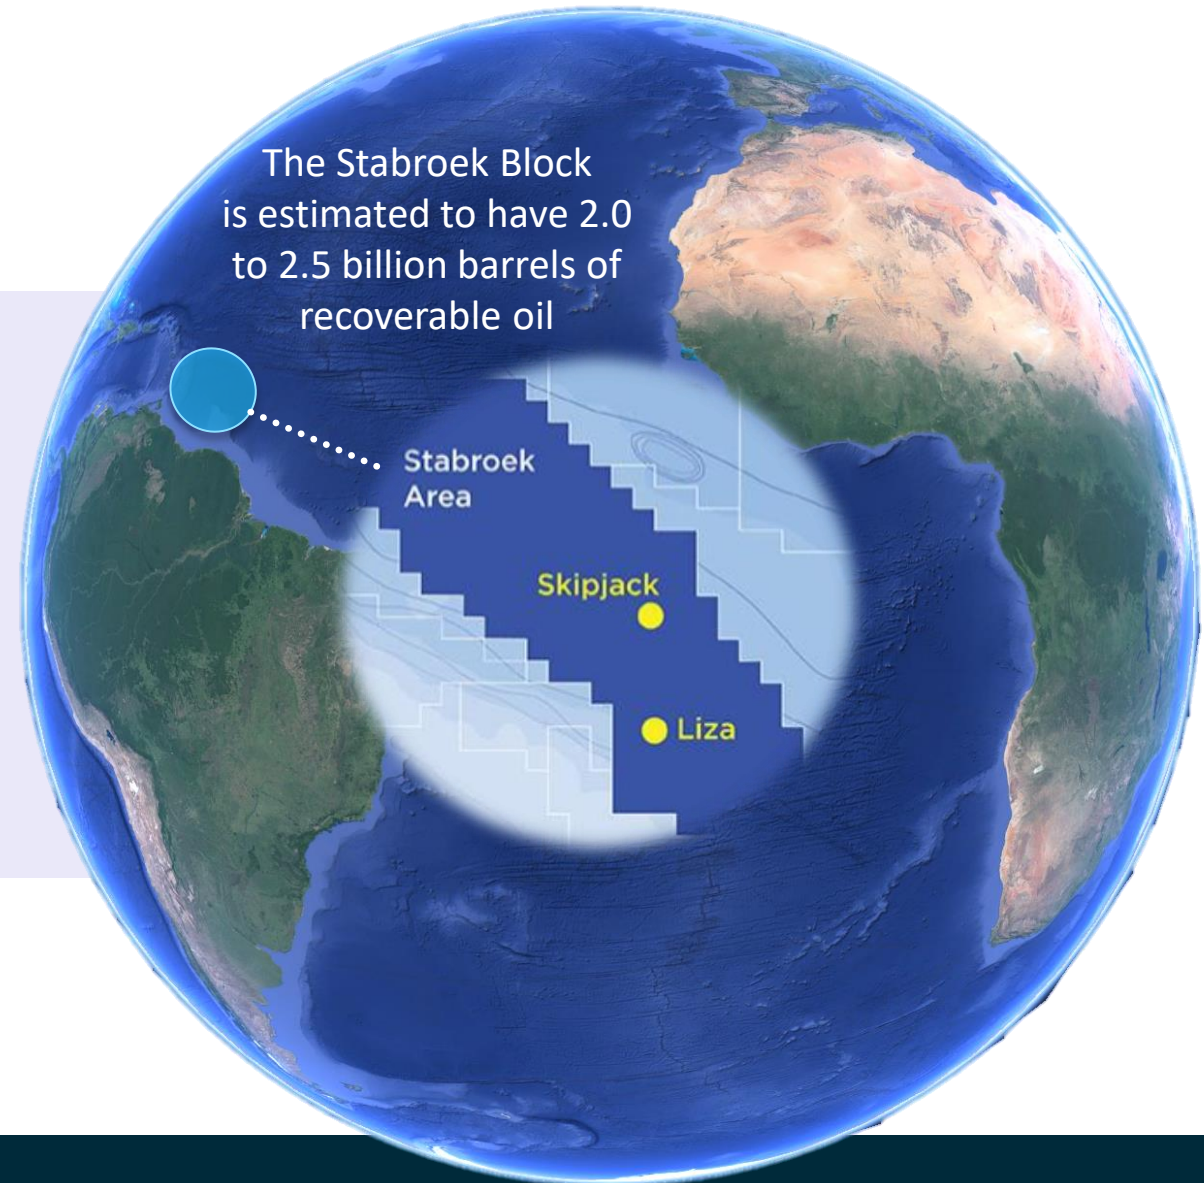 The Stabroek Block
is estimated to have 2.0
to 2.5 billion barrels of
recoverable oil
Stabroek
Area
Skipjack
Liza